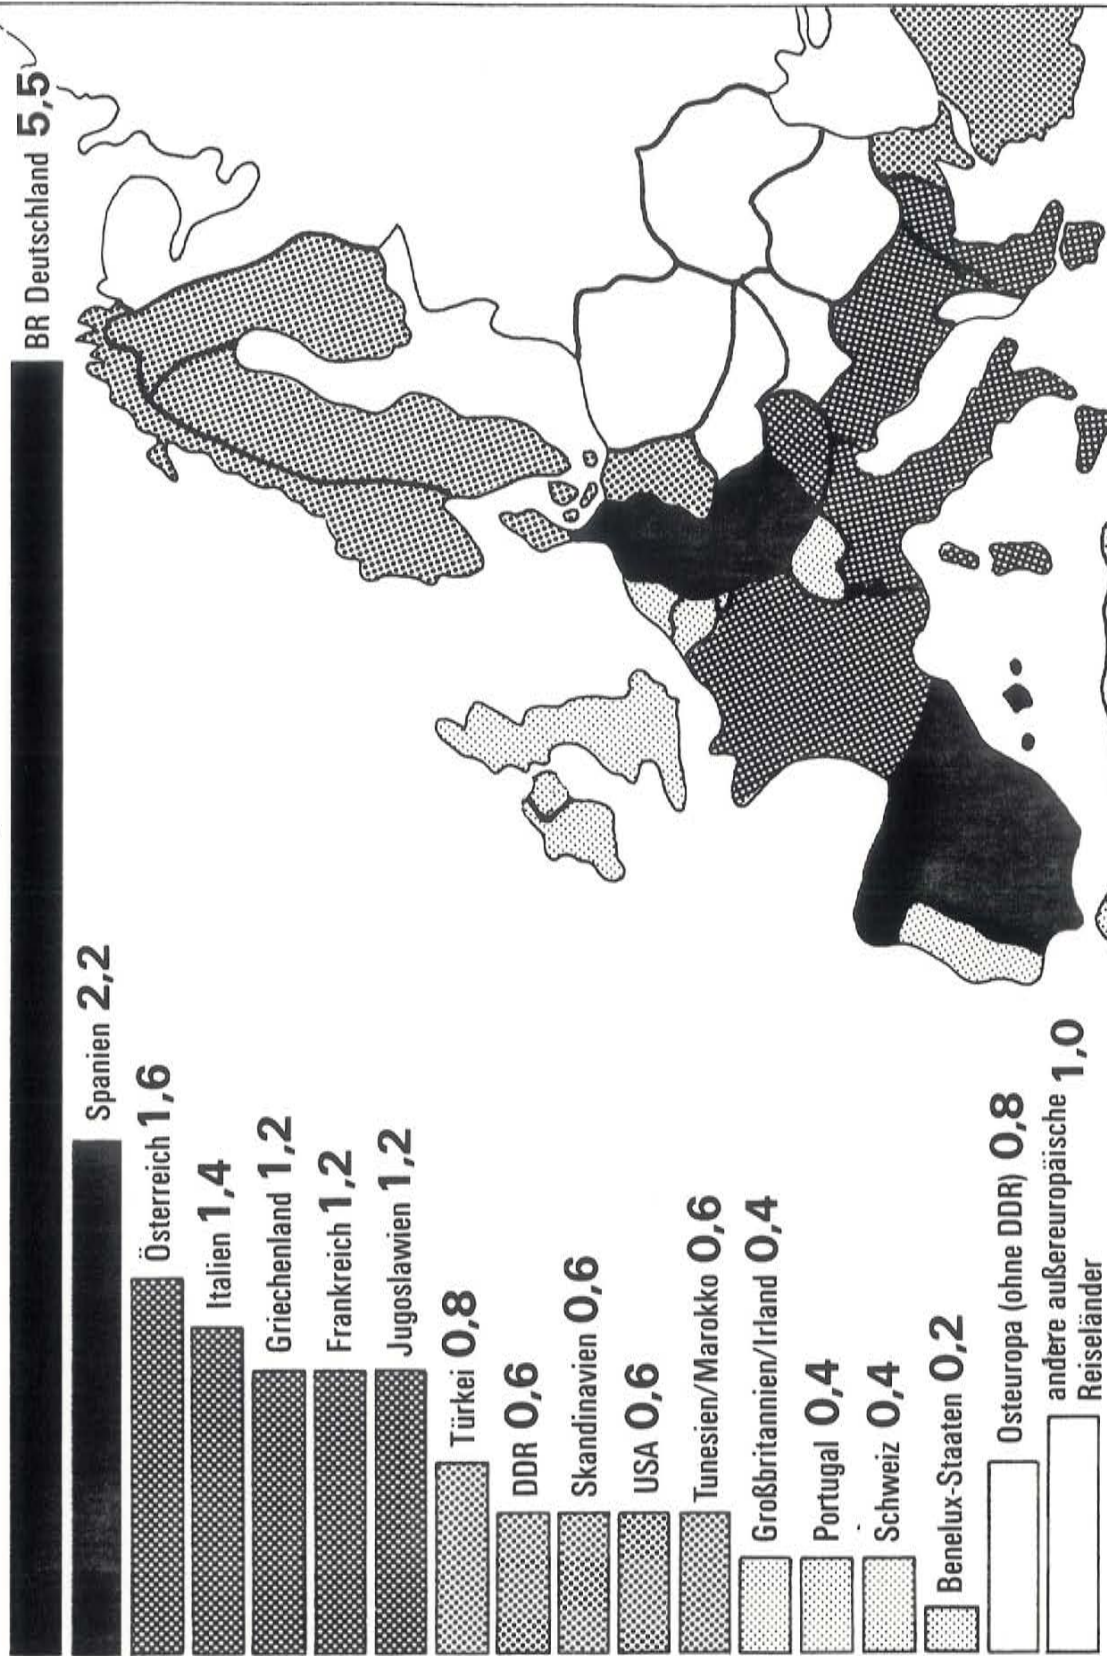 BR Deutschland 5,5
Spanien 2,2
Österreich 1,6
Italien 1,4
Griechenland 1,2
Frankreich 1,2
Jugoslawien 1,2
Türkei 0,8
DDR 0,6
Skandinavien 0,6
USA 0,6
Tunesien/Marokko 0,6
Großbritannien/Irland 0,4
Portugal 0,4
Schweiz 0,4
Benelux-Staaten 0,2
Osteuropa (ohne DDR) 0,8
andere außereuropäische 1,0
Reiseländer